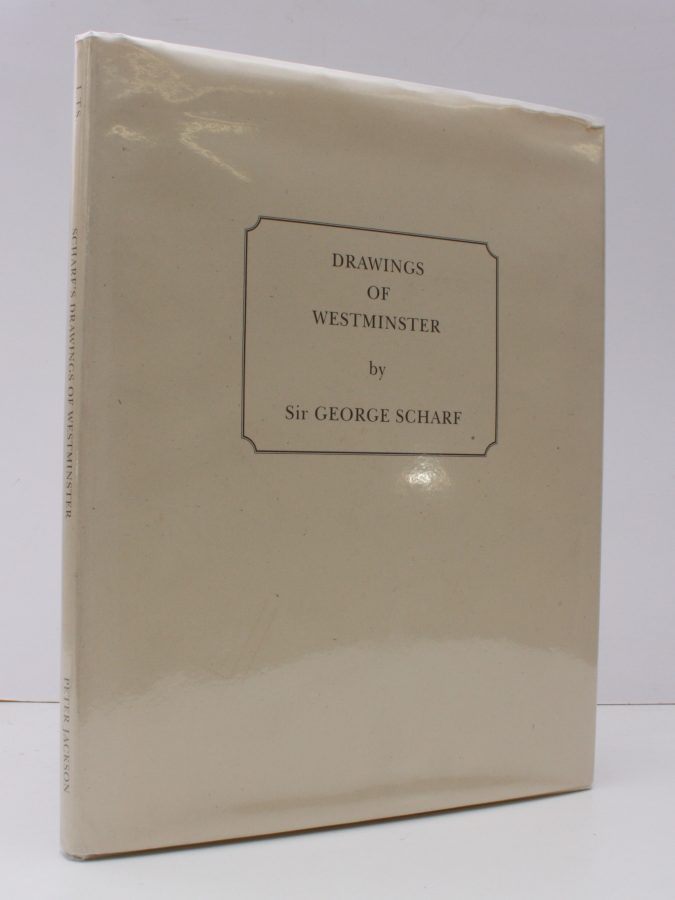 DRAWINGS
OF
WESTMINSTER
by
Sir GEORGE SCHARF
L.T.S
SCHARF'S DRAWINGS OF WESTMINSTER
PETER JACKSON